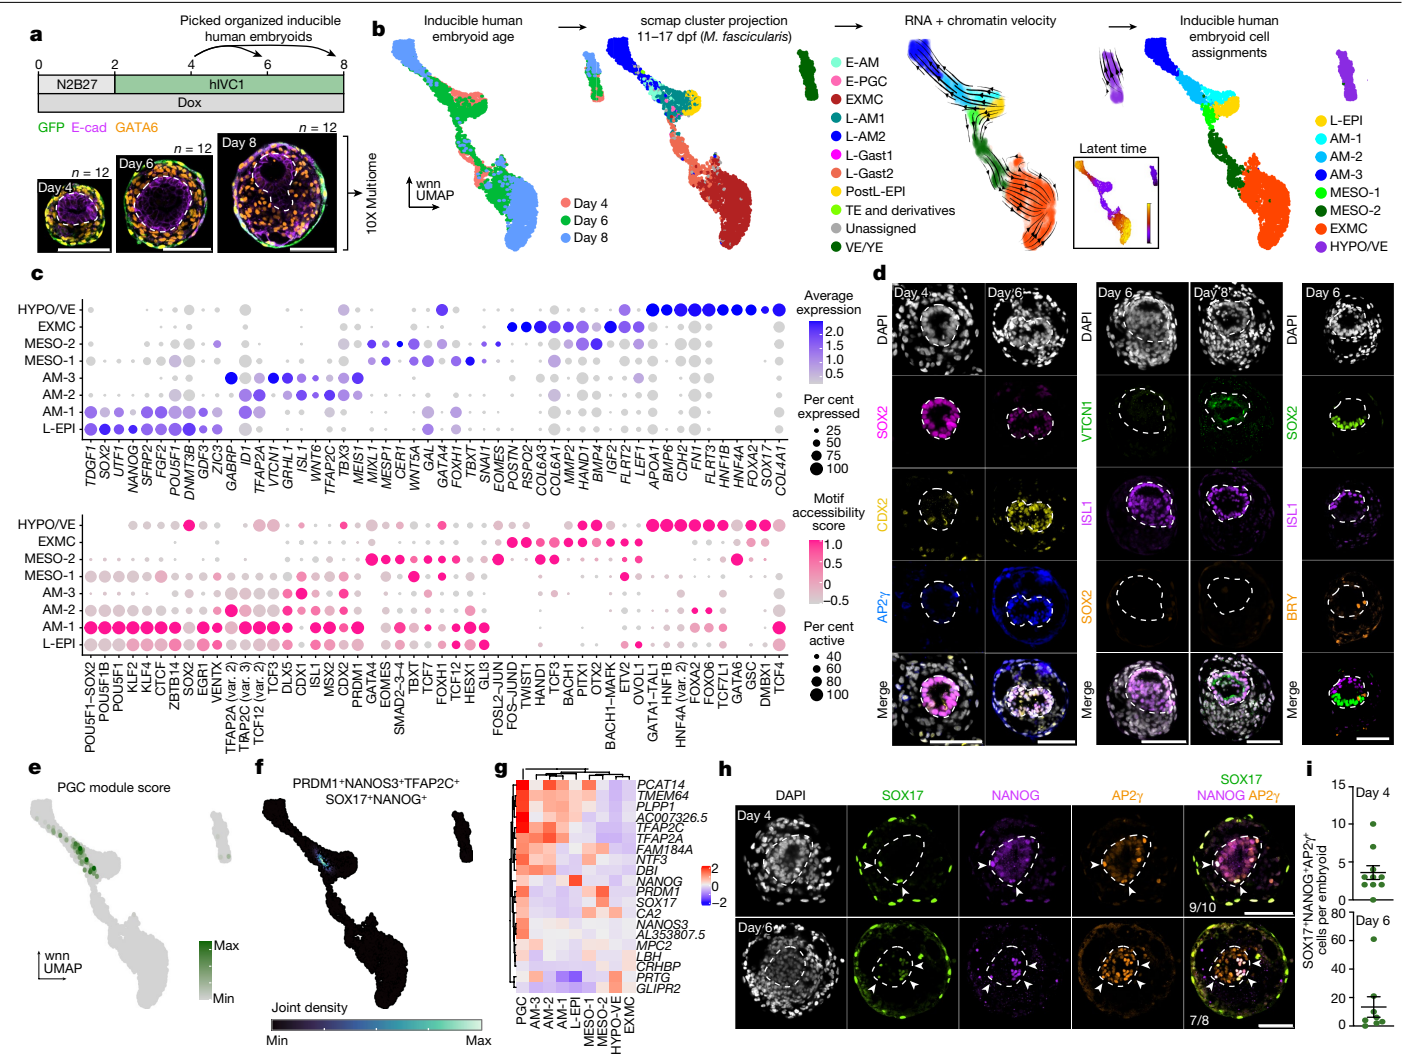 a
Picked organized inducible
human embryoids
0
2
4
6
8
N2B27
hIVC1
Dox
GFP E-cad GATA6
Day 4
n = 12
Day 6
n = 12
Day 8
n = 12
10X Multiome
b
Inducible human
embryoid age
scmap cluster projection
11–17 dpf (M. fascicularis)
RNA + chromatin velocity
Inducible human
embryoid cell
assignments
wnn
UMAP
Day 4
Day 6
Day 8
E-AM
E-PGC
EXMC
L-AM1
L-AM2
L-Gast1
L-Gast2
PostL-EPI
TE and derivatives
Unassigned
VE/YE
Latent time
L-EPI
AM-1
AM-2
AM-3
MESO-1
MESO-2
EXMC
HYPO/VE
c
HYPO/VE
EXMC
MESO-2
MESO-1
AM-3
AM-2
AM-1
L-EPI
TDGF1
SOX2
UTF1
NANOG
SFRP2
FGF2
POU5F1
DNMT3B
GDF3
ZIC3
GABRP
ID1
TFAP2A
VTCN1
GRHL1
ISL1
WNT6
TFAP2C
TBX3
MEIS1
MIXL1
MESP1
CER1
WNT5A
GAL
GATA4
FOXH1
TBXT
SNAI1
EOMES
POSTN
RSPO2
COL6A3
COL6A1
MMP2
HAND1
BMP4
IGF2
FLRT2
LEF1
APOA1
BMP6
CDH2
FN1
FLRT3
HNF1B
HNF4A
FOXA2
SOX17
COL4A1
Average
expression
2.0
1.5
1.0
0.5
Per cent
expressed
25
50
75
100
HYPO/VE
EXMC
MESO-2
MESO-1
AM-3
AM-2
AM-1
L-EPI
POU5F1–SOX2
POU5F1B
POU5F1
KLF2
KLF4
CTCF
ZBTB14
SOX2
EGR1
VENTX
TFAP2A (var. 2)
TFAP2C (var. 3)
TCF12 (var. 2)
TCF3
DLX5
CDX1
ISL1
MSX2
CDX2
PRDM1
GATA4
EOMES
SMAD2–3–4
TBXT
TCF7
FOXH1
TCF12
HESX1
GLI3
FOSL2–JUN
FOS–JUND
TWIST1
HAND1
TCF3
BACH1
PITX1
OTX2
BACH1–MAFK
ETV2
OVOL1
GATA1–TAL1
HNF1B
HNF4A (var. 2)
FOXA2
FOXO6
TCF7L1
GATA6
GSC
DMBX1
TCF4
Motif
accessibility
score
1.0
0.5
0
−0.5
Per cent
active
40
60
80
100
d
Day 4
Day 6
DAPI
SOX2
CDX2
AP2γ
Merge
Day 6
Day 8
DAPI
VTCN1
ISL1
SOX2
Merge
Day 6
DAPI
SOX2
ISL1
BRY
Merge
e
PGC module score
wnn
UMAP
Max
Min
f
PRDM1+NANOS3+TFAP2C+
SOX17+NANOG+
Joint density
Min
Max
g
PCAT14
TMEM64
PLPP1
AC007326.5
TFAP2C
TFAP2A
FAM184A
NTF3
DBI
NANOG
PRDM1
SOX17
CA2
NANOS3
AL353807.5
MPC2
LBH
CRHBP
PRTG
GLIPR2
PGC
AM-3
AM-2
AM-1
L-EPI
MESO-1
MESO-2
HYPO-VE
EXMC
2
0
−2
h
DAPI
SOX17
NANOG
AP2γ
SOX17
NANOG AP2γ
Day 4
9/10
Day 6
7/8
i
SOX17+NANOG+AP2γ+
cells per embryoid
15
10
5
0
Day 4
80
60
40
20
0
Day 6